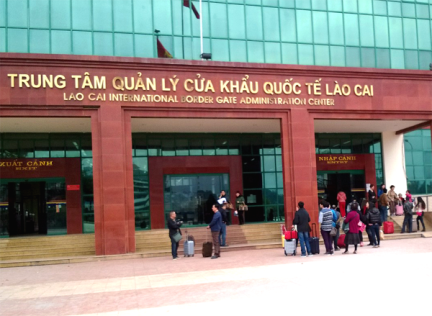 TRUNG TÂM QUẢN LÝ CỬA KHẨU QUỐC TẾ LÀO CAI
LAO CAI INTERNATIONAL BORDER GATE ADMINISTRATION CENTER
XUẤT CẢNH
EXIT
NHẬP CẢNH